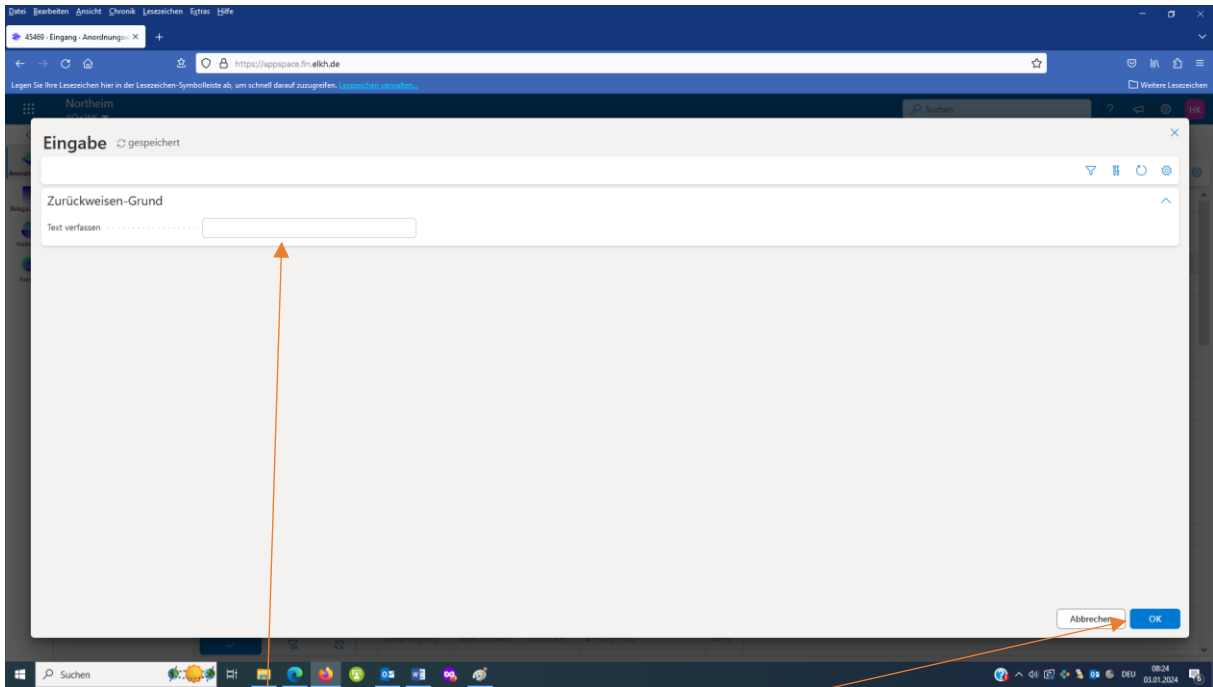 Datei Bearbeiten Ansicht Chronik Lesezeichen Extras Hilfe
45469 - Eingang - Anordnungs
https://appspace.fin.elkh.de
Legen Sie Ihre Lesezeichen hier in der Lesezeichen-Symbolleiste ab, um schnell darauf zuzugreifen. Lesezeichen verwalten...
Weitere Lesezeichen
Northeim
Suchen
HK
Eingabe gespeichert
Zurückweisen-Grund
Text verfassen
Abbrechen
OK
Suchen
DEU
08:24
03.01.2024